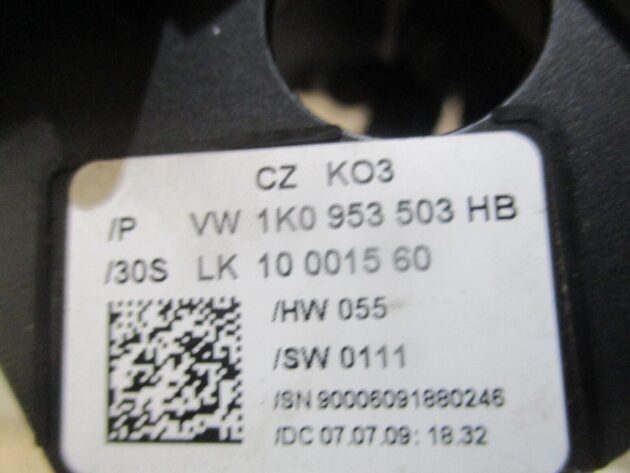 CZ KO3
/P VW 1K0 953 503 HB
/30S LK 10 0015 60
/HW 055
/SW 0111
/SN 90006091880246
/DC 07.07.09: 18.32